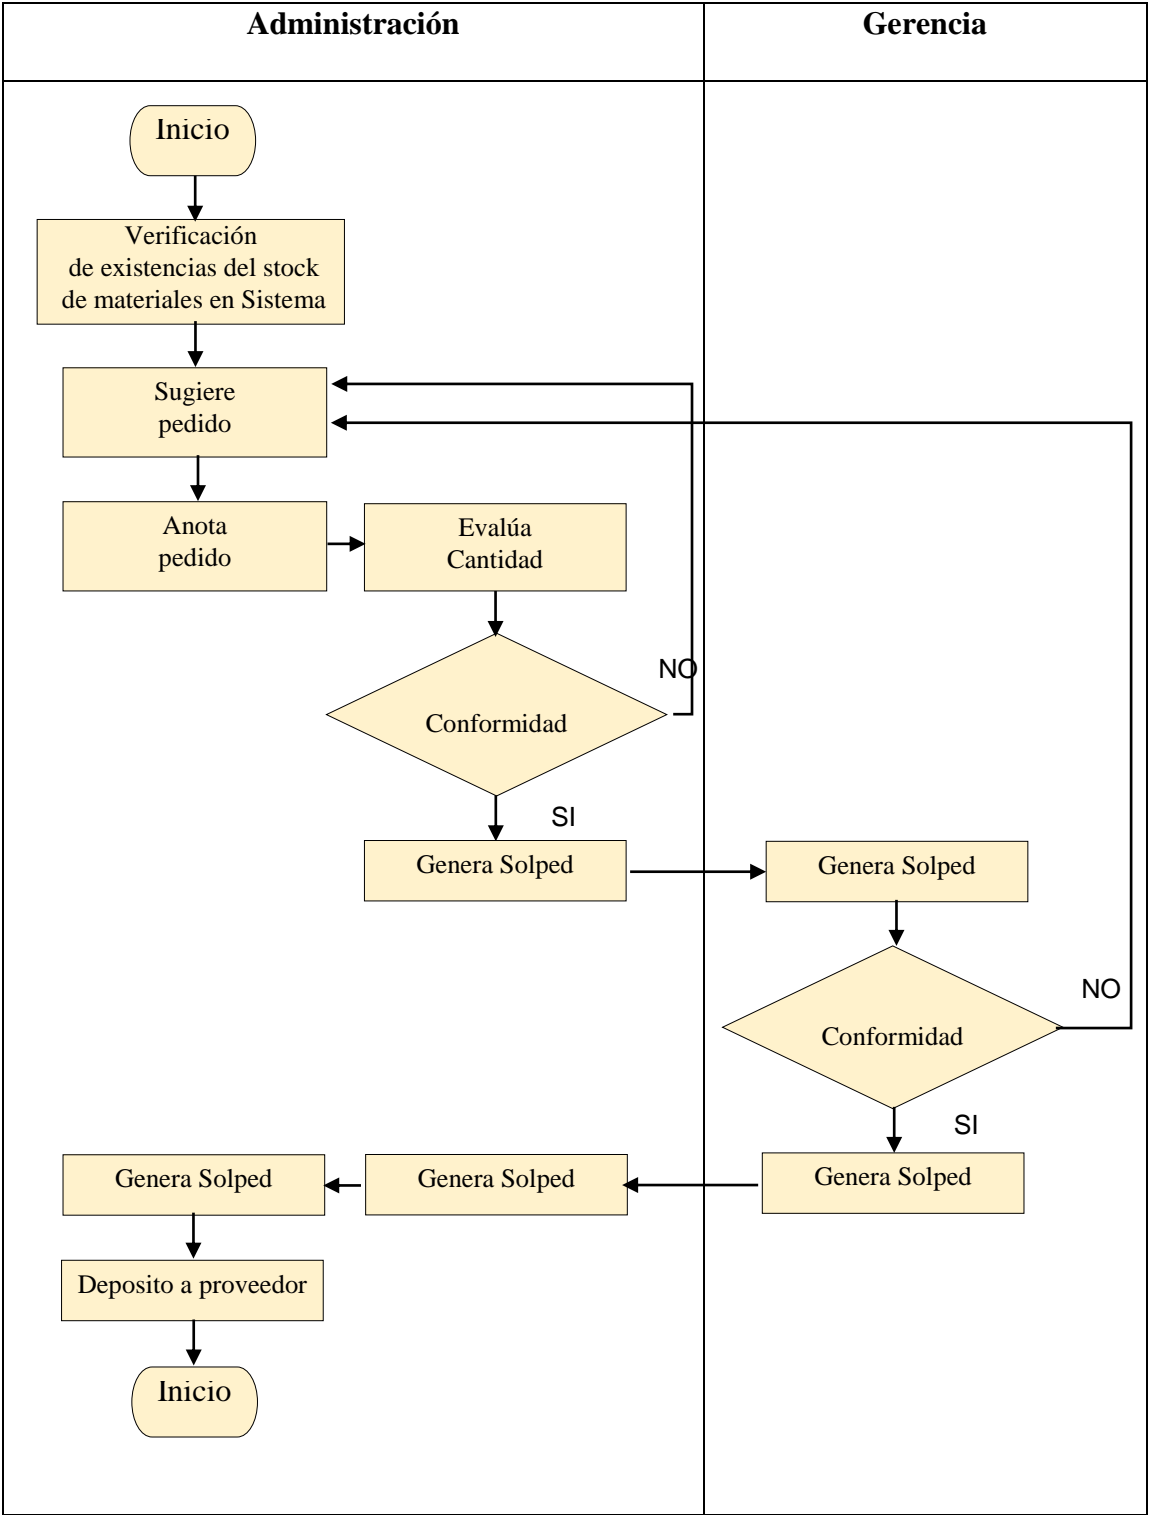 Administración
Gerencia
Inicio
Verificación
de existencias del stock
de materiales en Sistema
Sugiere
pedido
Anota
pedido
Evalúa
Cantidad
NO
Conformidad
SI
Genera Solped
Genera Solped
NO
Conformidad
SI
Genera Solped
Genera Solped
Genera Solped
Deposito a proveedor
Inicio